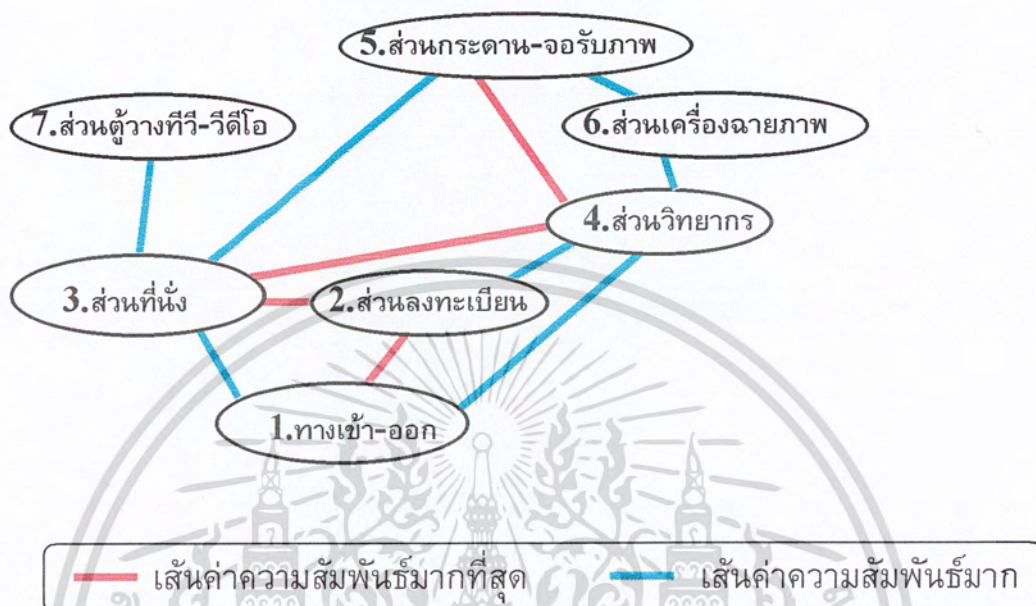 5.ส่วนกระดาน-จอรับภาพ
7.ส่วนตู้วางทีวี-วีดีโอ
6.ส่วนเครื่องฉายภาพ
4.ส่วนวิทยากร
3.ส่วนที่นั่ง
2.ส่วนลงทะเบียน
1.ทางเข้า-ออก
เส้นค่าความสัมพันธ์มากที่สุด
เส้นค่าความสัมพันธ์มาก